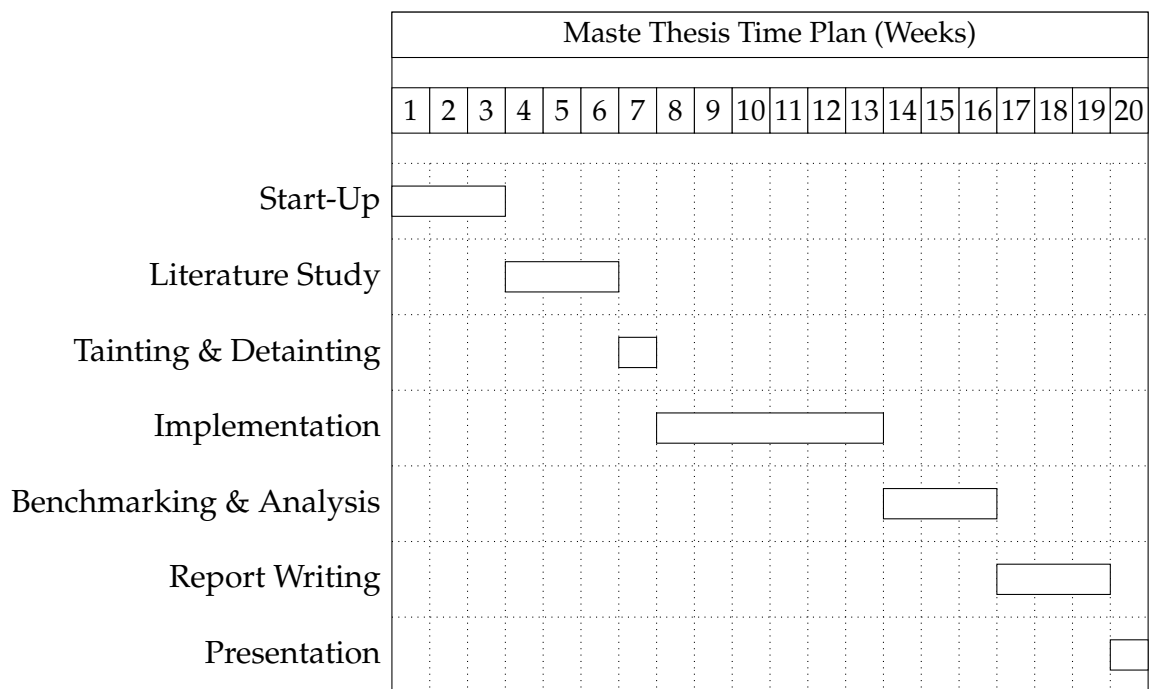 Maste Thesis Time Plan (Weeks)
1 2 3 4 5 6 7 8 9 10 11 12 13 14 15 16 17 18 19 20
Start-Up
Literature Study
Tainting & Detainting
Implementation
Benchmarking & Analysis
Report Writing
Presentation